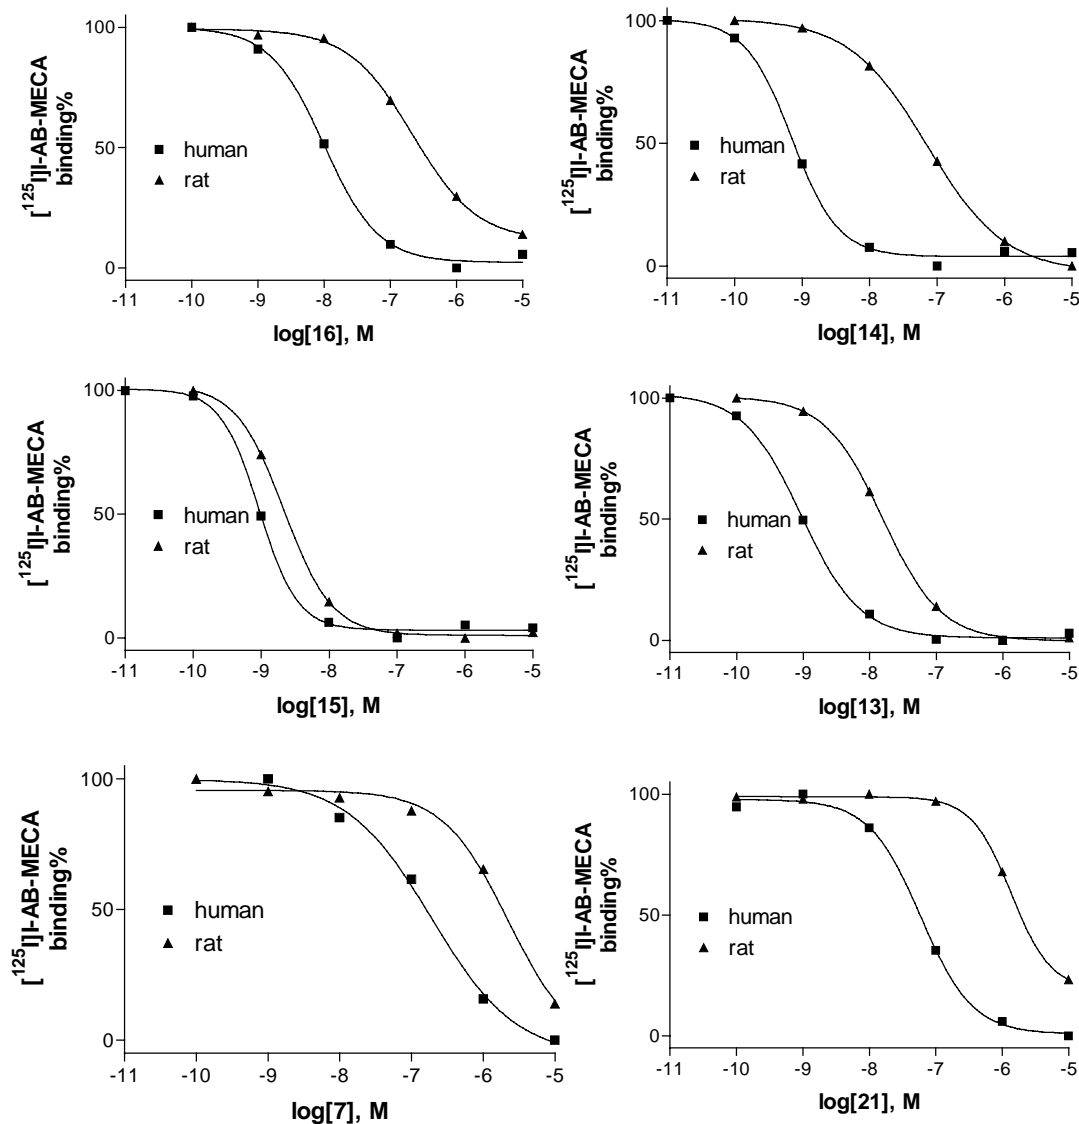 [¹²⁵I]I-AB-MECA
binding%
100
50
0
human
rat
-11 -10 -9 -8 -7 -6 -5
log[16], M
[¹²⁵I]I-AB-MECA
binding%
100
50
0
human
rat
-11 -10 -9 -8 -7 -6 -5
log[14], M
[¹²⁵I]I-AB-MECA
binding%
100
50
0
human
rat
-11 -10 -9 -8 -7 -6 -5
log[15], M
[¹²⁵I]I-AB-MECA
binding%
100
50
0
human
rat
-11 -10 -9 -8 -7 -6 -5
log[13], M
[¹²⁵I]I-AB-MECA
binding%
100
50
0
human
rat
-11 -10 -9 -8 -7 -6 -5
log[7], M
[¹²⁵I]I-AB-MECA
binding%
100
50
0
human
rat
-11 -10 -9 -8 -7 -6 -5
log[21], M